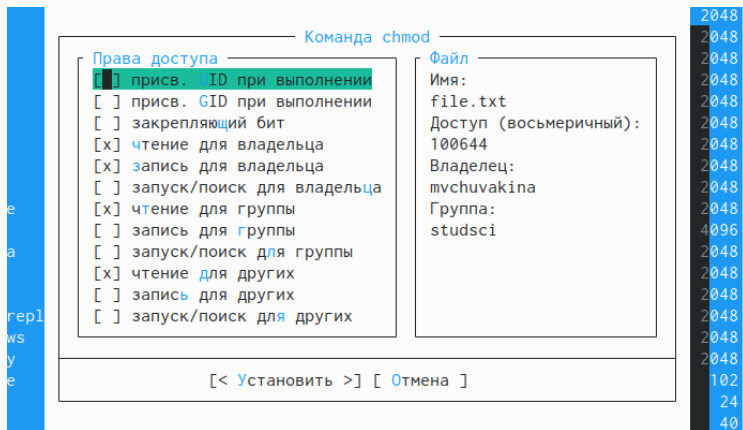 Команда chmod
Права доступа
[ ] присв. UID при выполнении
[ ] присв. GID при выполнении
[ ] закрепляющий бит
[x] чтение для владельца
[x] запись для владельца
[ ] запуск/поиск для владельца
[x] чтение для группы
[ ] запись для группы
[ ] запуск/поиск для группы
[x] чтение для других
[ ] запись для других
[ ] запуск/поиск для других
Файл
Имя:
file.txt
Доступ (восьмеричный):
100644
Владелец:
mvchuvakina
Группа:
studsci
[< Установить >] [ Отмена ]
e
a
repl
ws
y
e
2048
2048
2048
2048
2048
2048
2048
2048
2048
2048
4096
2048
2048
2048
2048
2048
2048
102
24
40